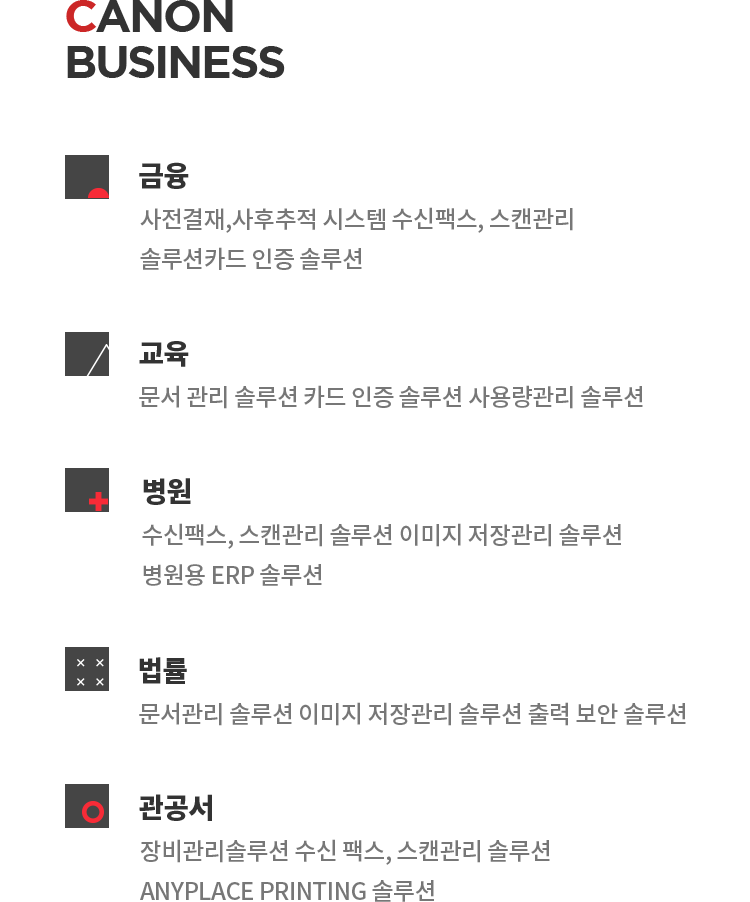 CANON
BUSINESS
금융
사전결재,사후추적 시스템 수신팩스, 스캔관리
솔루션카드 인증 솔루션
교육
문서 관리 솔루션 카드 인증 솔루션 사용량관리 솔루션
병원
수신팩스, 스캔관리 솔루션 이미지 저장관리 솔루션
병원용 ERP 솔루션
법률
문서관리 솔루션 이미지 저장관리 솔루션 출력 보안 솔루션
관공서
장비관리솔루션 수신 팩스, 스캔관리 솔루션
ANYPLACE PRINTING 솔루션